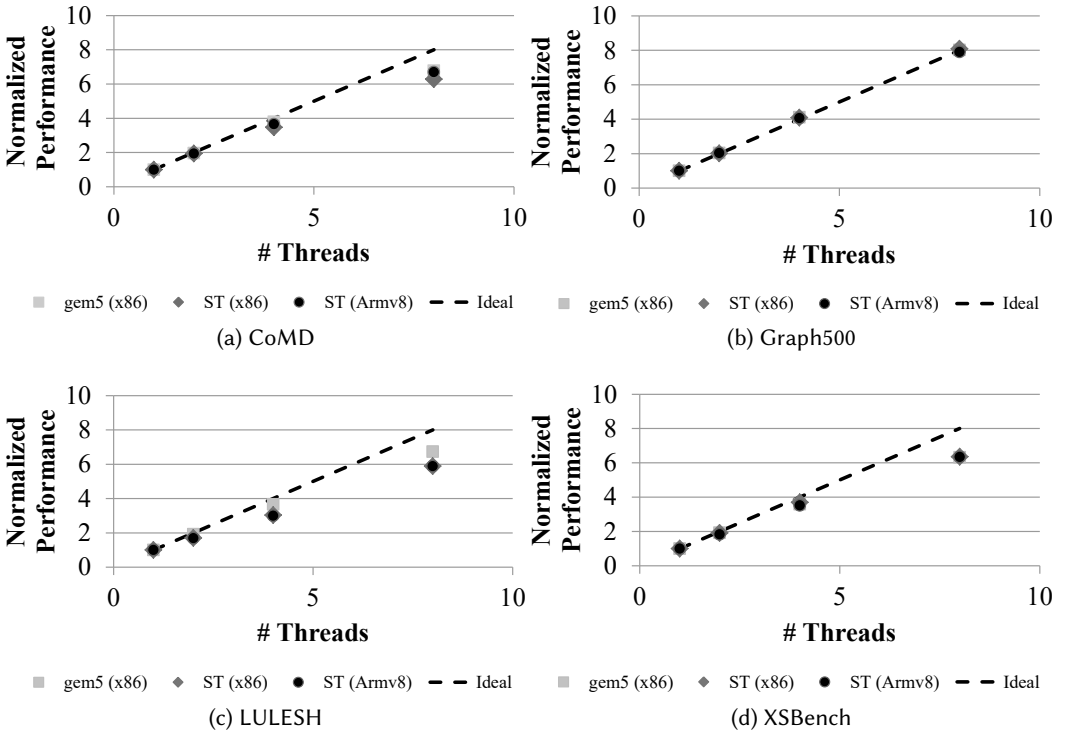 10
8
6
4
2
0
0 5 10
Normalized
Performance
# Threads
gem5 (x86) ST (x86) ST (Armv8) Ideal
(a) CoMD
10
8
6
4
2
0
0 5 10
Normalized
Performance
# Threads
gem5 (x86) ST (x86) ST (Armv8) Ideal
(b) Graph500
10
8
6
4
2
0
0 5 10
Normalized
Performance
# Threads
gem5 (x86) ST (x86) ST (Armv8) Ideal
(c) LULESH
10
8
6
4
2
0
0 5 10
Normalized
Performance
# Threads
gem5 (x86) ST (x86) ST (Armv8) Ideal
(d) XSBench